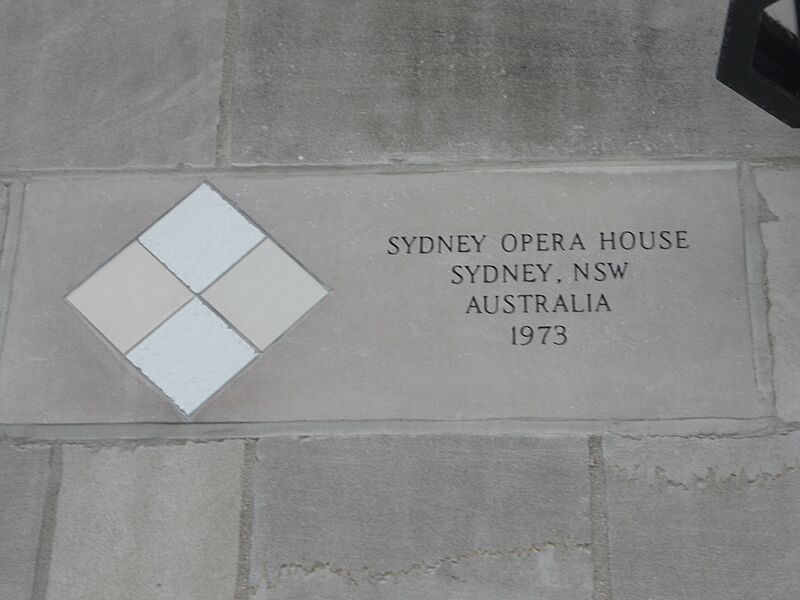 SYDNEY OPERA HOUSE
SYDNEY, NSW
AUSTRALIA
1973